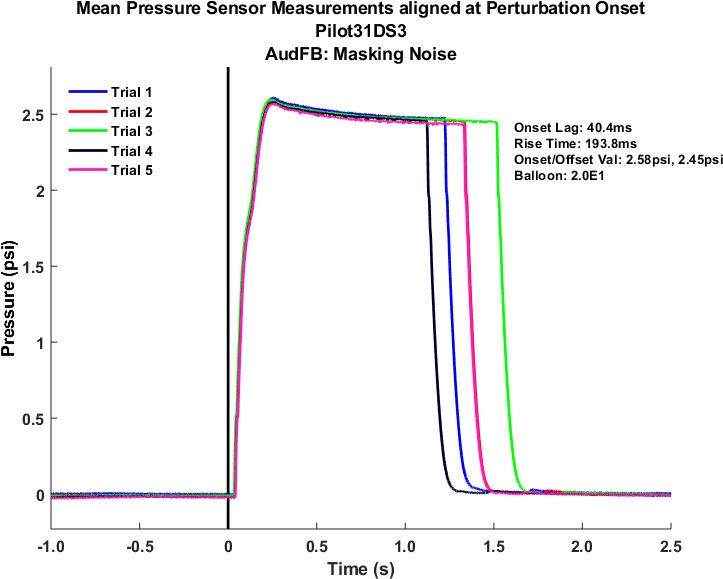 Mean Pressure Sensor Measurements aligned at Perturbation Onset
Pilot31DS3
AudFB: Masking Noise
Trial 1
Trial 2
Trial 3
Trial 4
Trial 5
Onset Lag: 40.4ms
Rise Time: 193.8ms
Onset/Offset Val: 2.58psi, 2.45psi
Balloon: 2.0E1
Pressure (psi)
2.5
2
1.5
1
0.5
0
-1.0 -0.5 0 0.5 1.0 1.5 2.0 2.5
Time (s)